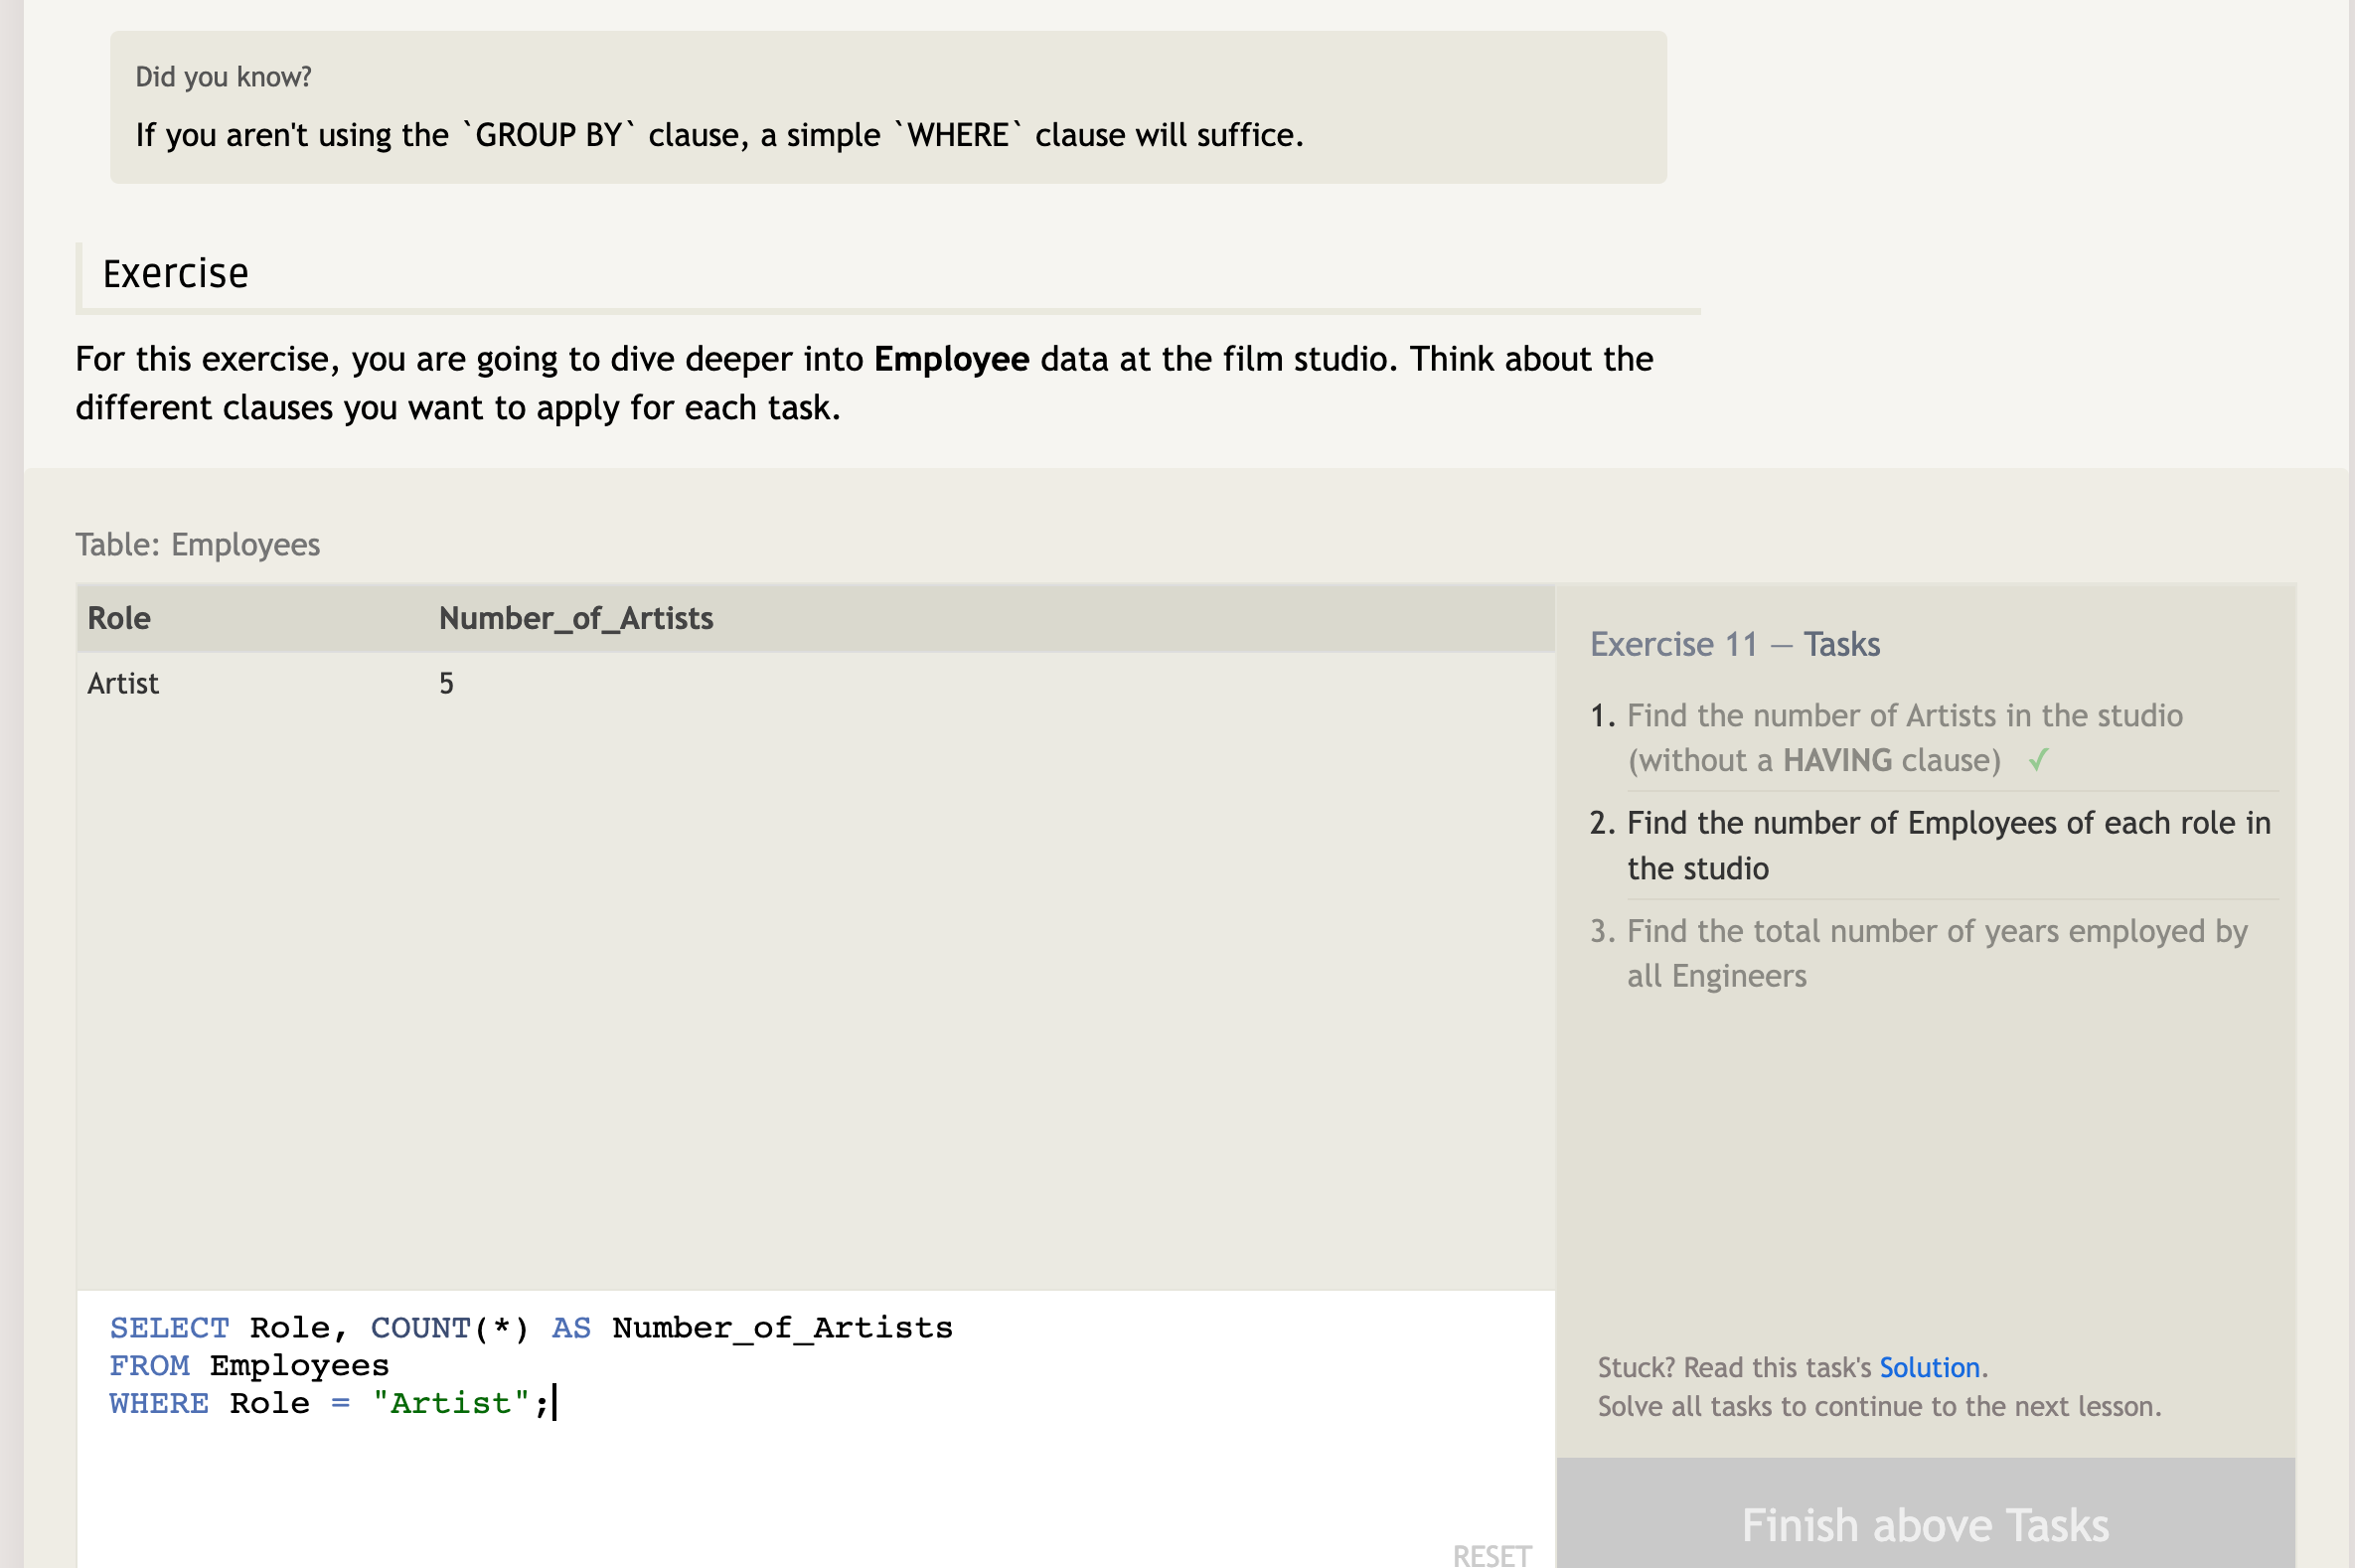 Did you know?
If you aren't using the `GROUP BY` clause, a simple `WHERE` clause will suffice.
Exercise
For this exercise, you are going to dive deeper into Employee data at the film studio. Think about the
different clauses you want to apply for each task.
Table: Employees
Role Number_of_Artists
Artist 5
SELECT Role, COUNT(*) AS Number_of_Artists
FROM Employees
WHERE Role = "Artist";
RESET
Exercise 11 — Tasks
1. Find the number of Artists in the studio
(without a HAVING clause) ✓
2. Find the number of Employees of each role in
the studio
3. Find the total number of years employed by
all Engineers
Stuck? Read this task's Solution.
Solve all tasks to continue to the next lesson.
Finish above Tasks